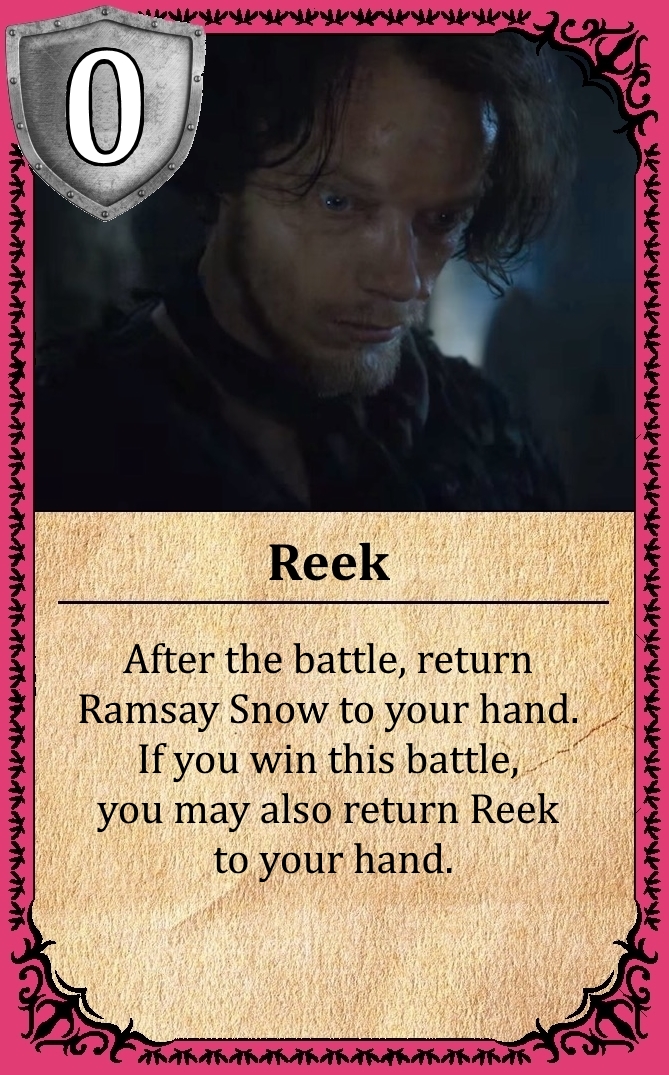 0
Reek
After the battle, return
Ramsay Snow to your hand.
If you win this battle,
you may also return Reek
to your hand.